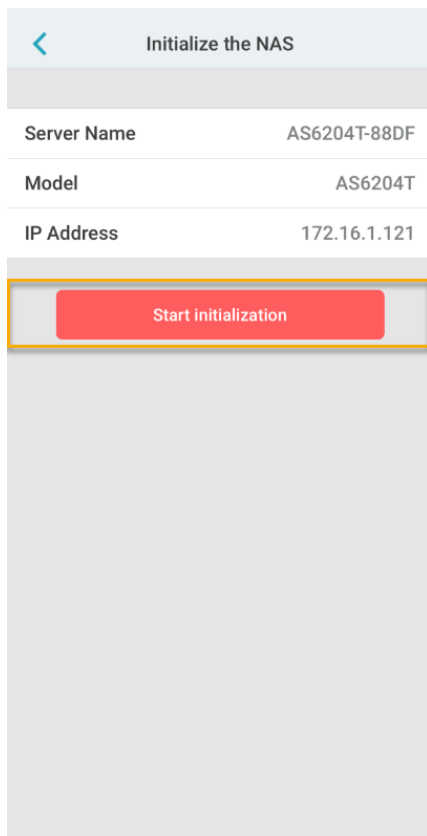 Initialize the NAS
Server Name AS6204T-88DF
Model AS6204T
IP Address 172.16.1.121
Start initialization